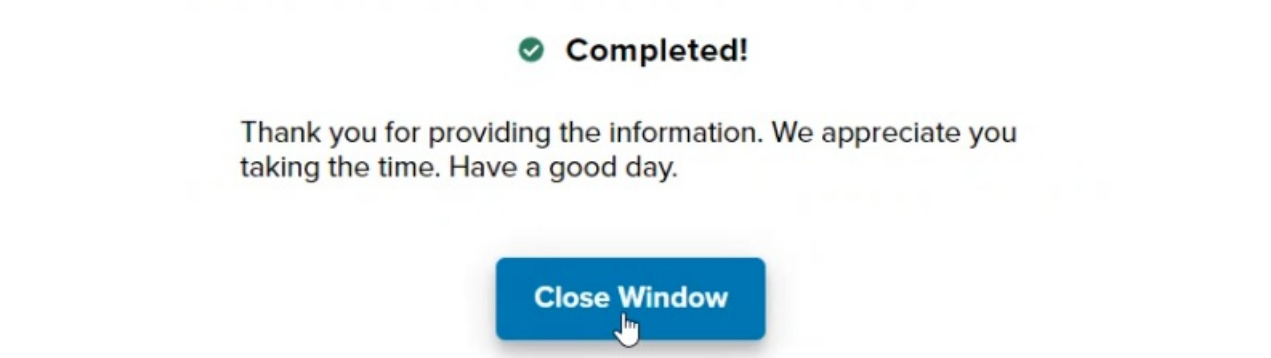 Completed!
Thank you for providing the information. We appreciate you
taking the time. Have a good day.
Close Window